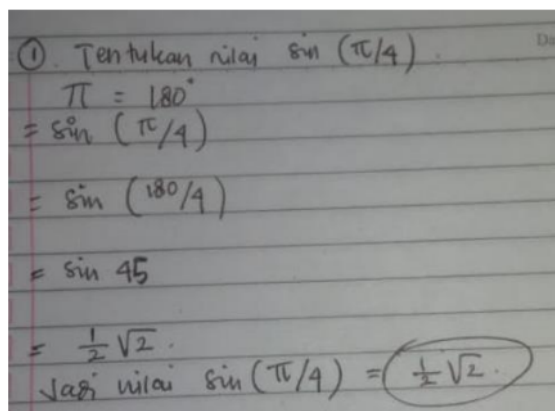 ① Tentukan nilai sin (π/4).
π = 180°
= sin (π/4)
= sin (180/4)
= sin 45
= 1/2 √2.
Jadi nilai sin (π/4) = 1/2 √2.